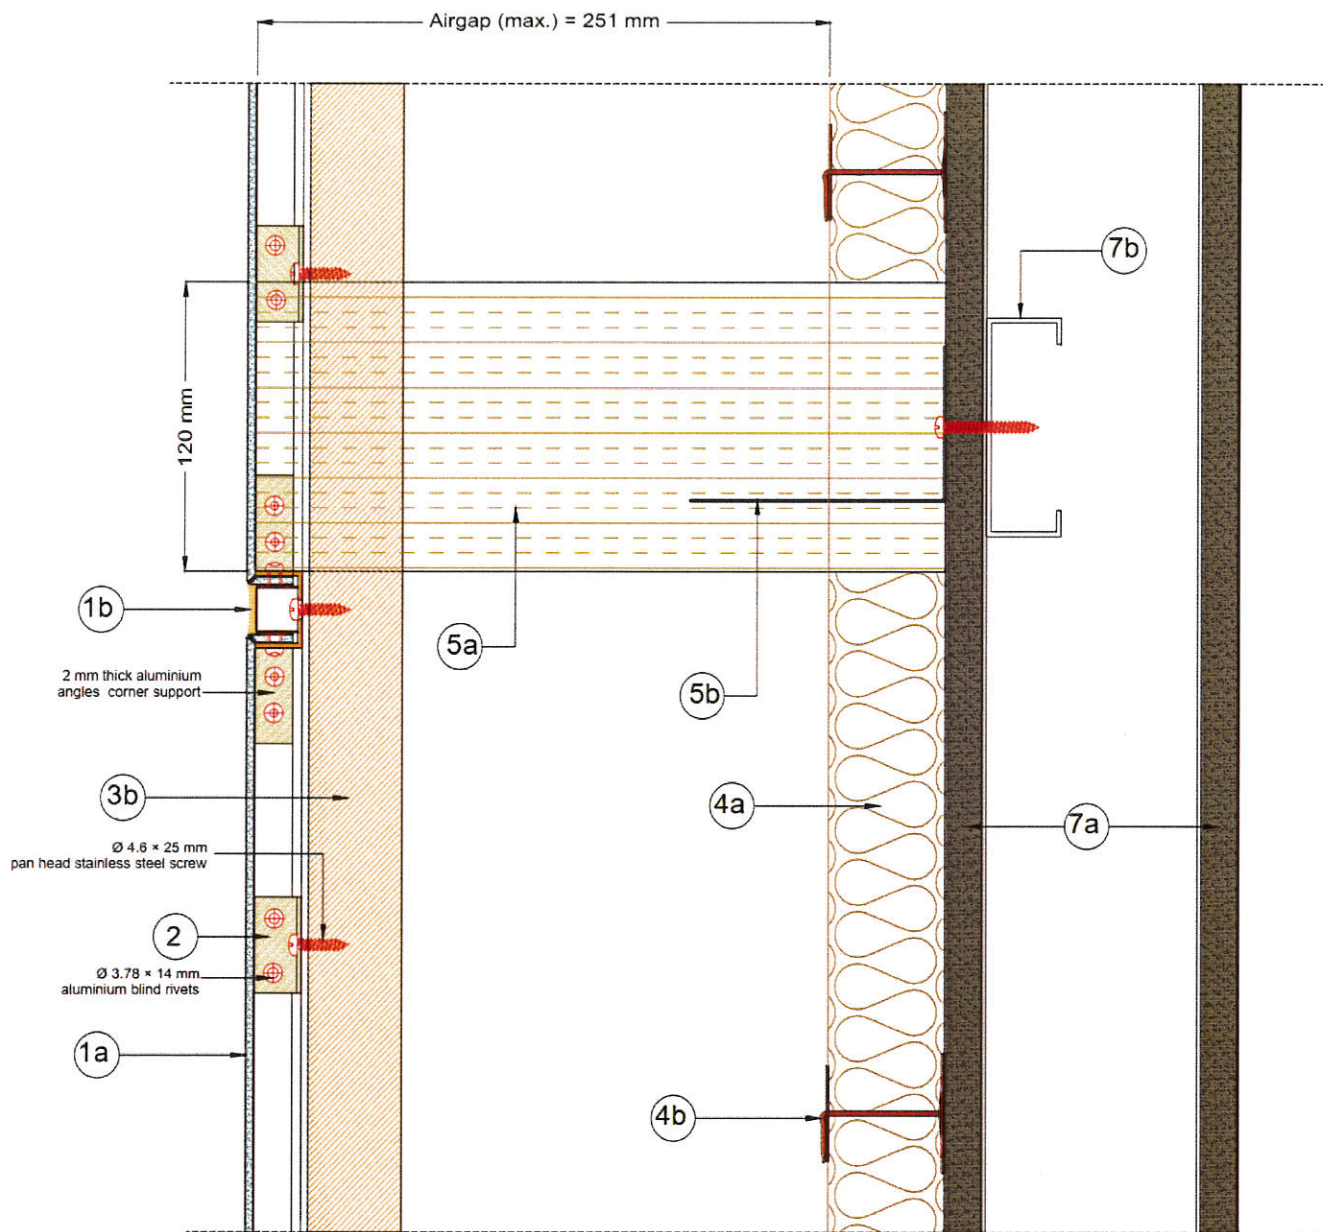 Airgap (max.) = 251 mm
7b
120 mm
1b
5a
5b
2 mm thick aluminium
angles corner support
3b
4a
7a
Ø 4.6 × 25 mm
pan head stainless steel screw
2
Ø 3.78 × 14 mm
aluminium blind rivets
1a
4b